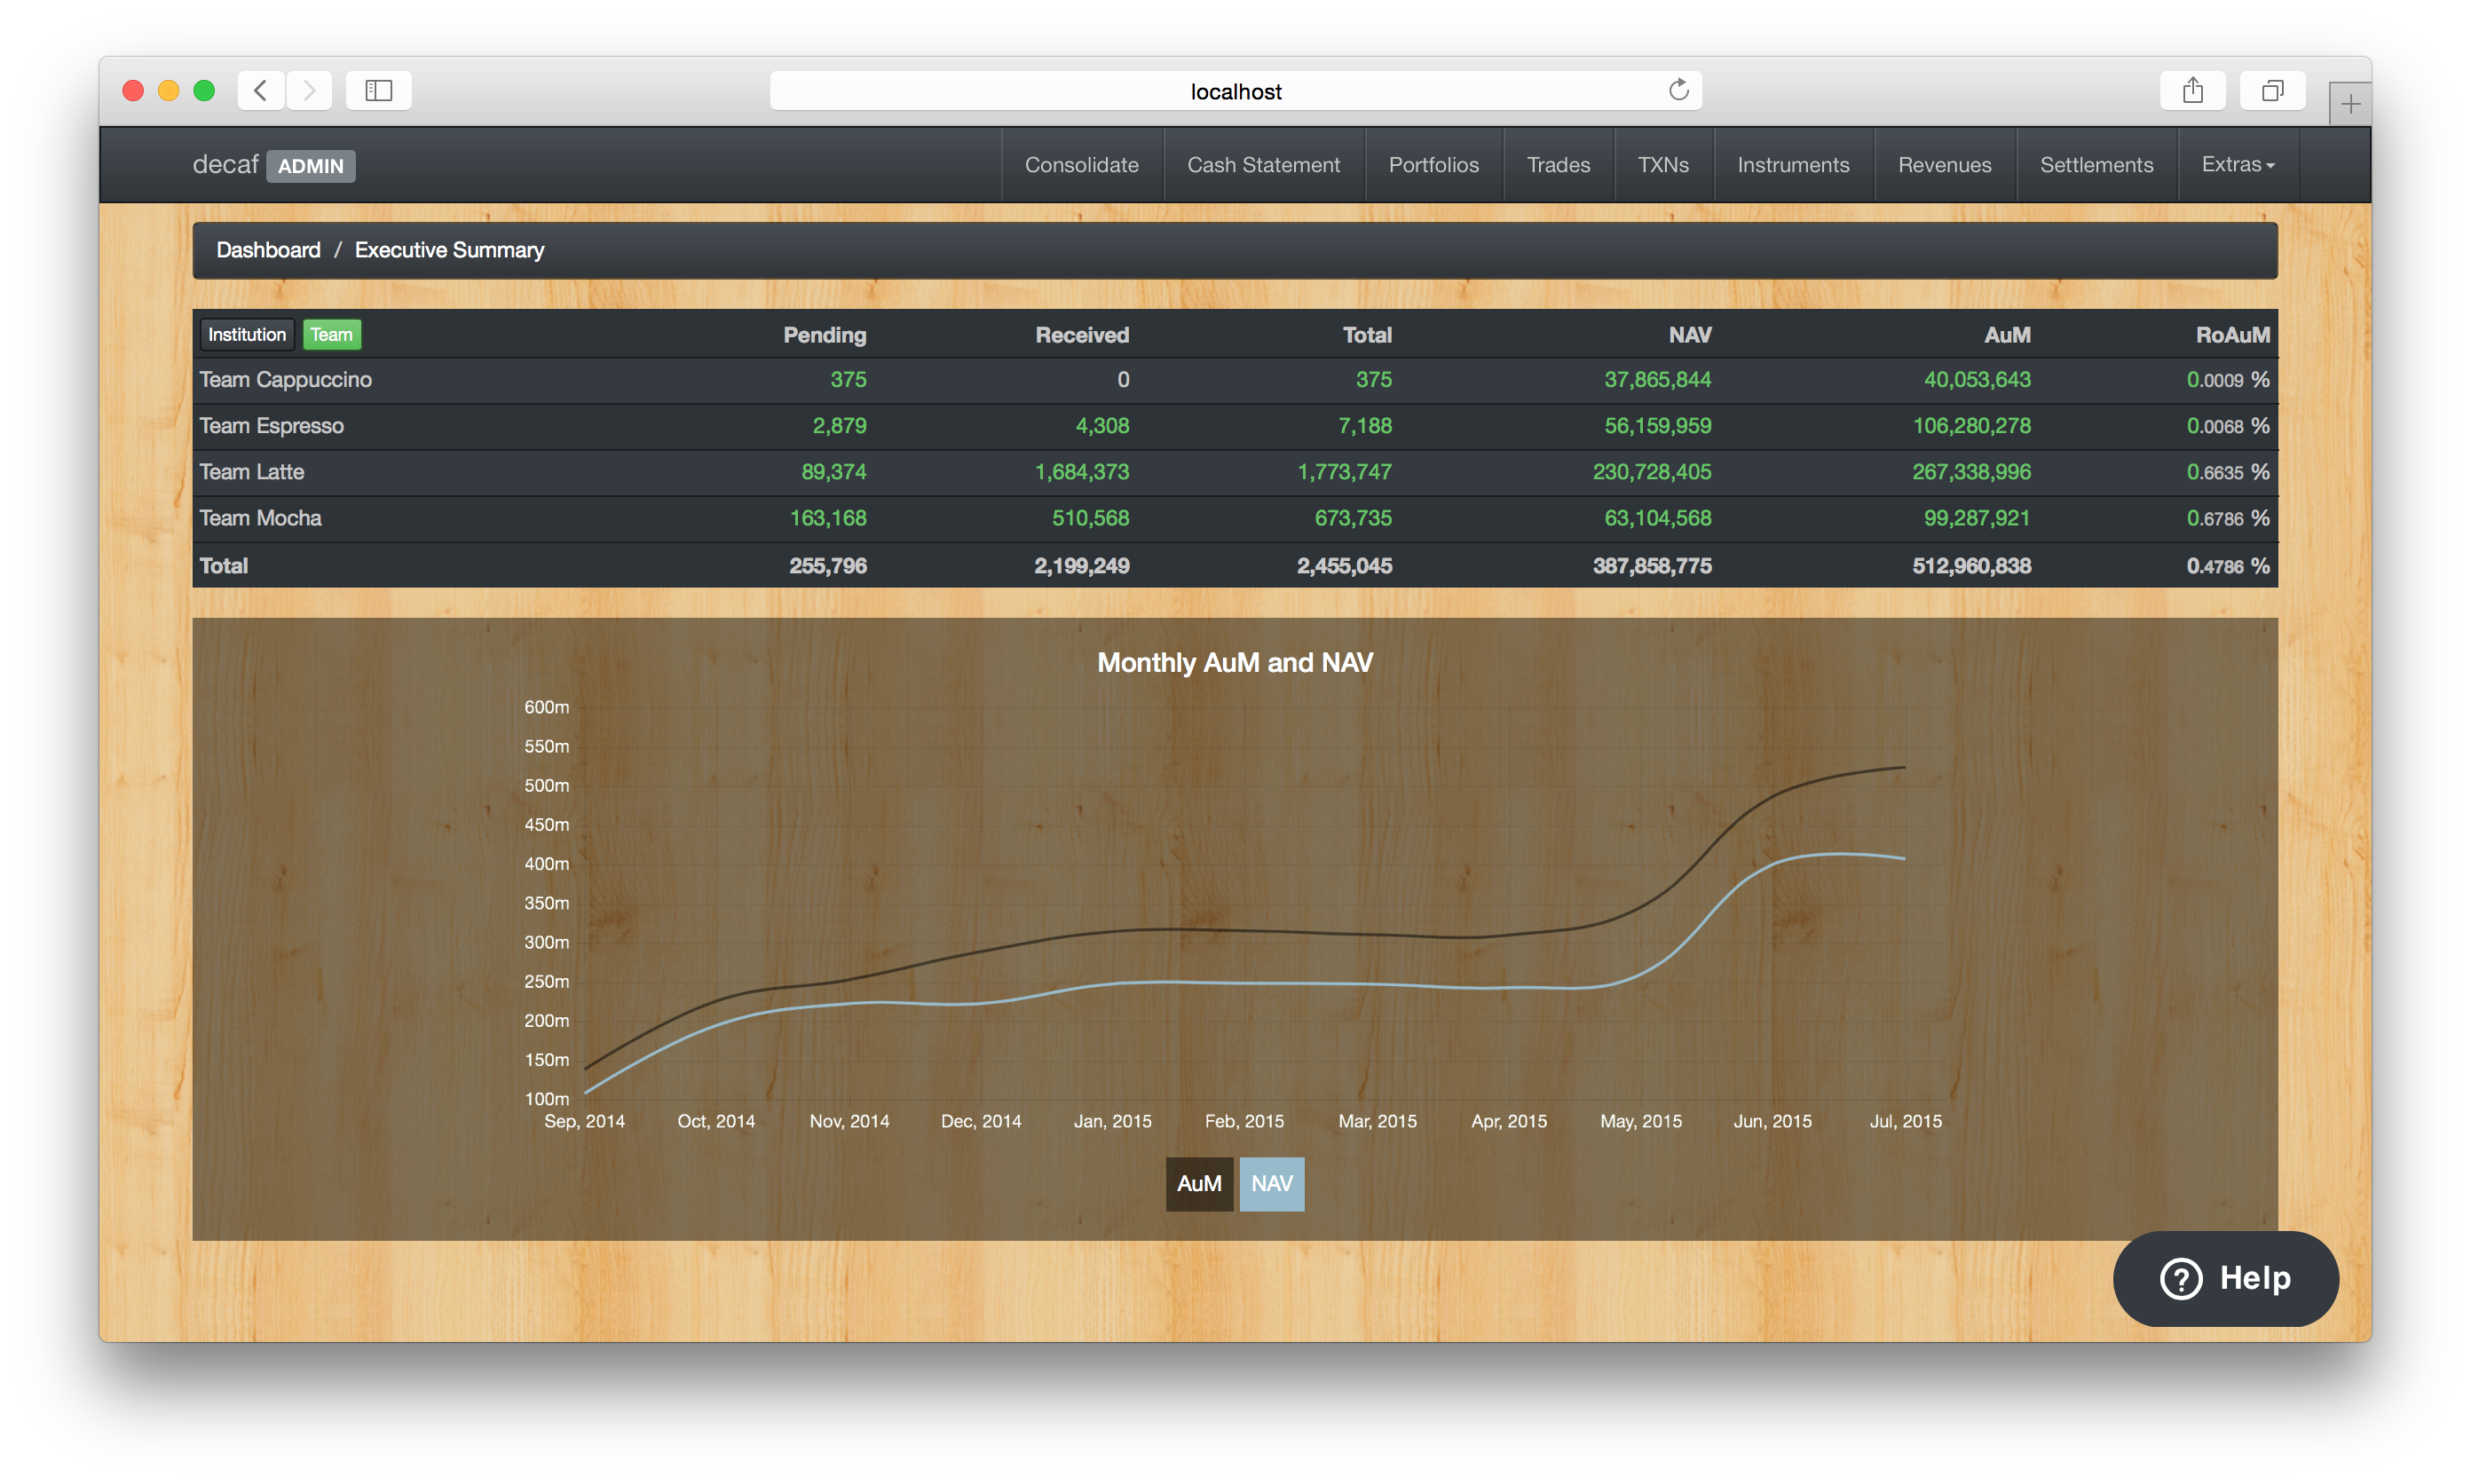 localhost
decaf ADMIN Consolidate Cash Statement Portfolios Trades TXNs Instruments Revenues Settlements Extras
Dashboard / Executive Summary
Institution Team Pending Received Total NAV AuM RoAuM
Team Cappuccino 375 0 375 37,865,844 40,053,643 0.0009 %
Team Espresso 2,879 4,308 7,188 56,159,959 106,280,278 0.0068 %
Team Latte 89,374 1,684,373 1,773,747 230,728,405 267,338,996 0.6635 %
Team Mocha 163,168 510,568 673,735 63,104,568 99,287,921 0.6786 %
Total 255,796 2,199,249 2,455,045 387,858,775 512,960,838 0.4786 %
Monthly AuM and NAV
600m
550m
500m
450m
400m
350m
300m
250m
200m
150m
100m
Sep, 2014 Oct, 2014 Nov, 2014 Dec, 2014 Jan, 2015 Feb, 2015 Mar, 2015 Apr, 2015 May, 2015 Jun, 2015 Jul, 2015
AuM NAV
Help